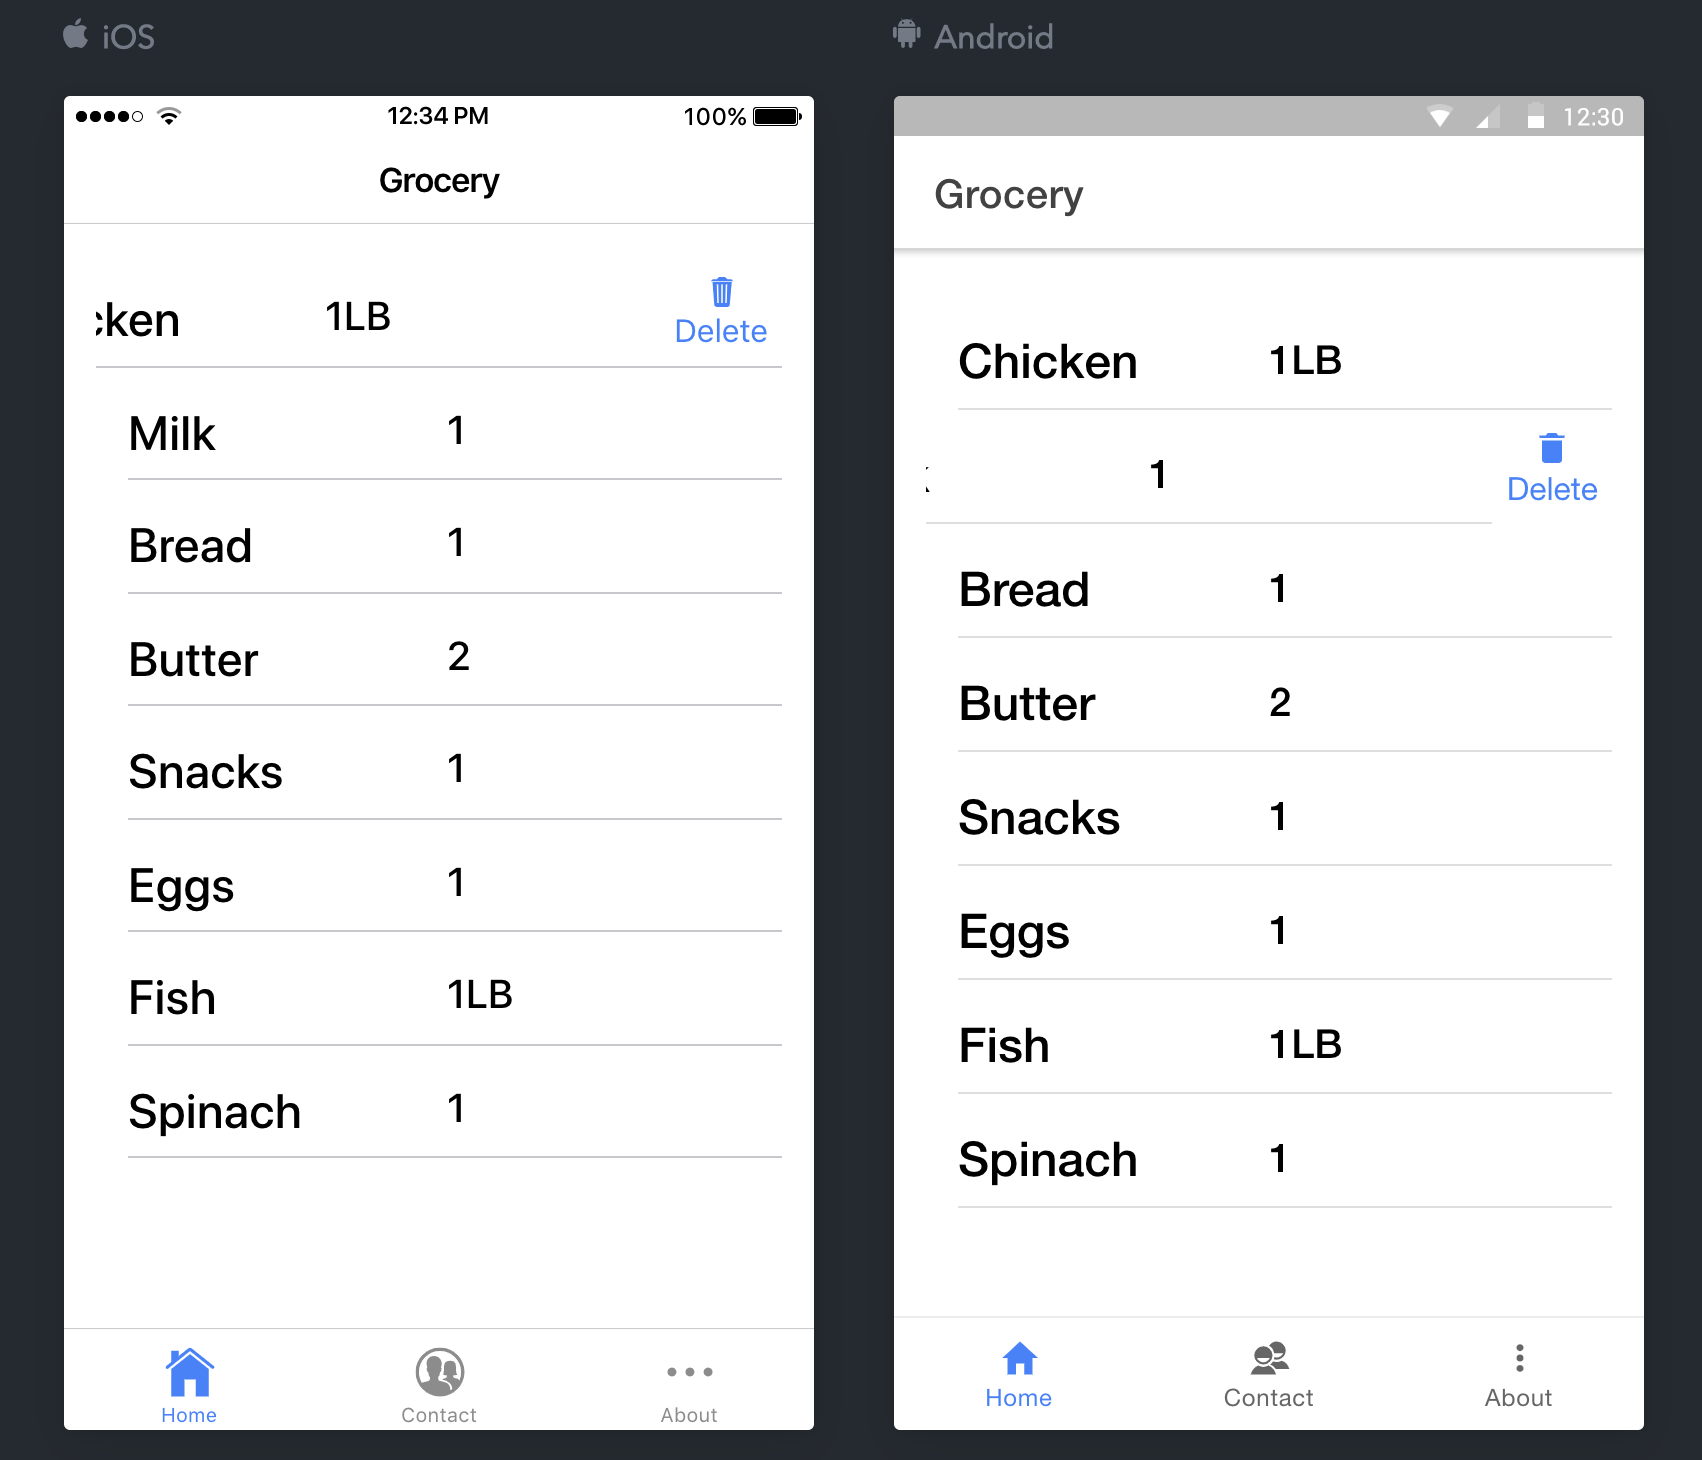 iOS
12:34 PM 100%
Grocery
cken 1LB
Delete
Milk 1
Bread 1
Butter 2
Snacks 1
Eggs 1
Fish 1LB
Spinach 1
Home Contact About
Android
12:30
Grocery
Chicken 1LB
1
Delete
Bread 1
Butter 2
Snacks 1
Eggs 1
Fish 1LB
Spinach 1
Home Contact About